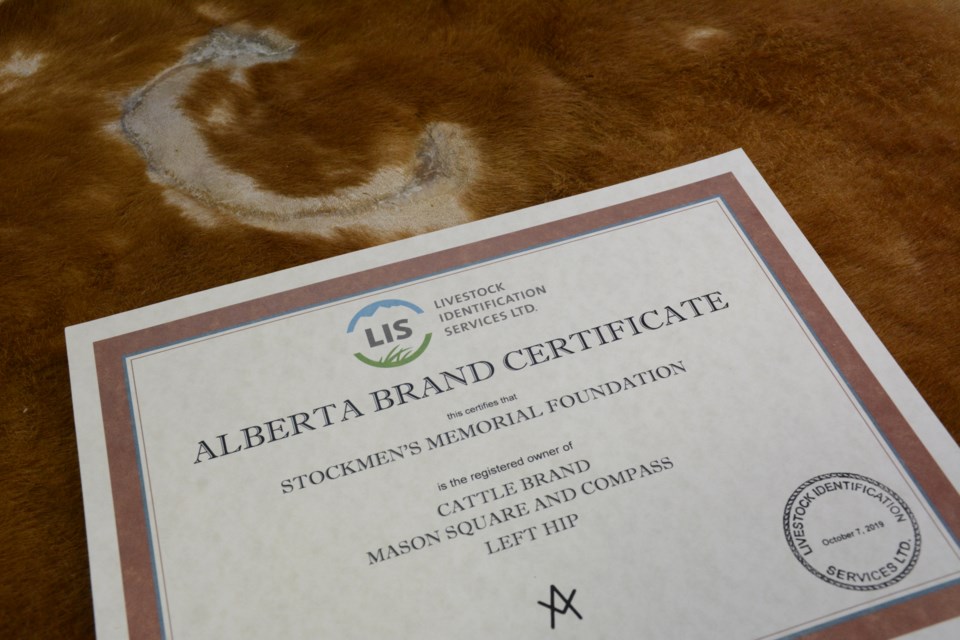 LIS
LIVESTOCK
IDENTIFICATION
SERVICES LTD.
ALBERTA BRAND CERTIFICATE
this certifies that
STOCKMEN'S MEMORIAL FOUNDATION
is the registered owner of
CATTLE BRAND
MASON SQUARE AND COMPASS
LEFT HIP
LIVESTOCK IDENTIFICATION
October 7, 2019
SERVICES LTD.